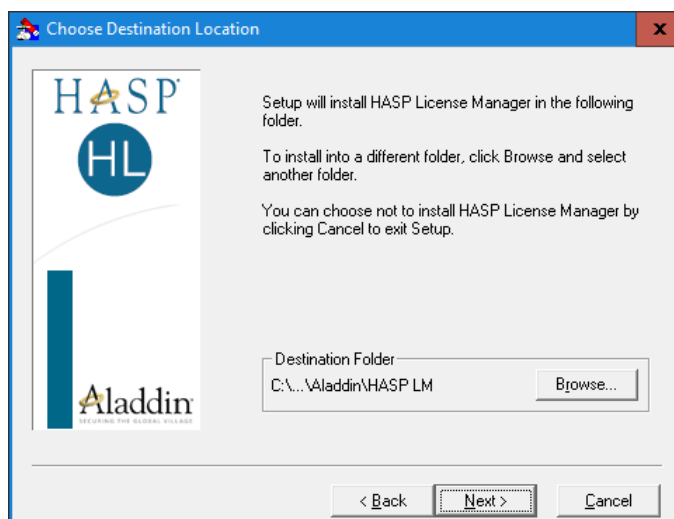 Choose Destination Location
x
HASP
HL
Setup will install HASP License Manager in the following
folder.
To install into a different folder, click Browse and select
another folder.
You can choose not to install HASP License Manager by
clicking Cancel to exit Setup.
Destination Folder
C:\...\Aladdin\HASP LM
Browse...
Aladdin
SECURING THE GLOBAL VILLAGE
< Back
Next >
Cancel